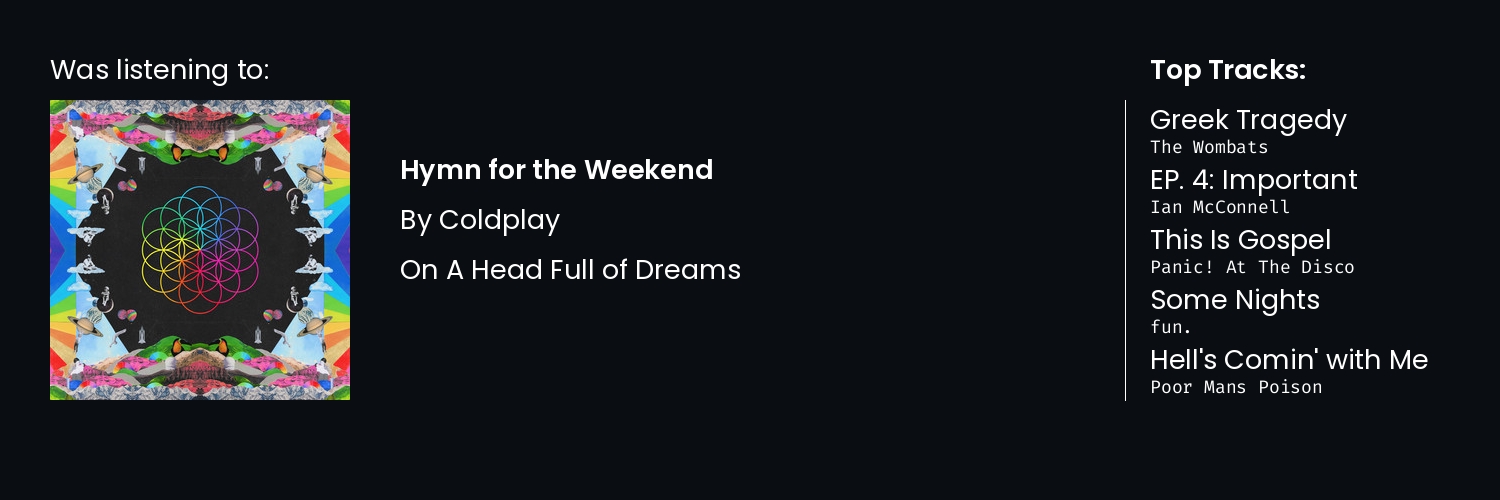 Was listening to:
Hymn for the Weekend
By Coldplay
On A Head Full of Dreams
Top Tracks:
Greek Tragedy
The Wombats
EP. 4: Important
Ian McConnell
This Is Gospel
Panic! At The Disco
Some Nights
fun.
Hell's Comin' with Me
Poor Mans Poison